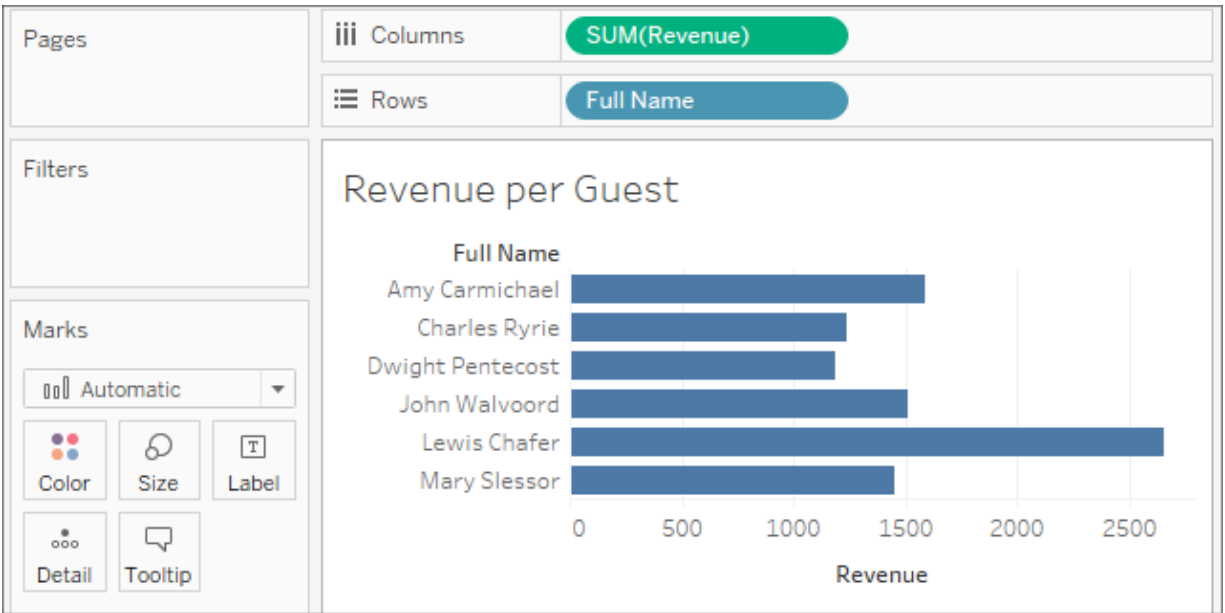 Pages
Columns
SUM(Revenue)
Rows
Full Name
Filters
Marks
Automatic
Color
Size
Label
Detail
Tooltip
Revenue per Guest
Full Name
Amy Carmichael
Charles Ryrie
Dwight Pentecost
John Walvoord
Lewis Chafer
Mary Slessor
0 500 1000 1500 2000 2500
Revenue